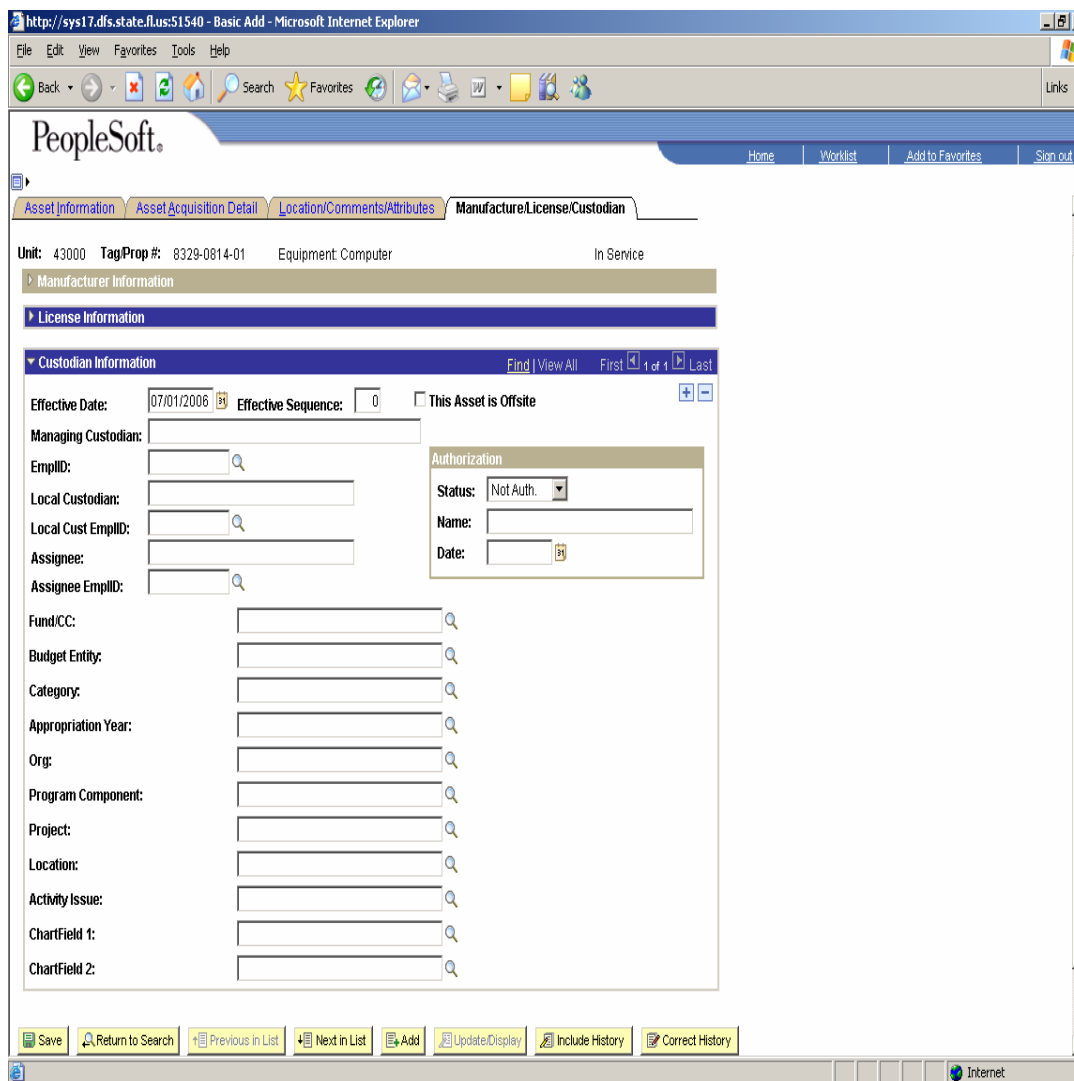 http://sys17.dfs.state.fl.us:51540 - Basic Add - Microsoft Internet Explorer
File Edit View Favorites Tools Help
Back Search Favorites Links
PeopleSoft®
Home Worklist Add to Favorites Sign out
Asset Information Asset Acquisition Detail Location/Comments/Attributes Manufacture/License/Custodian
Unit: 43000 Tag/Prop #: 8329-0814-01 Equipment: Computer In Service
Manufacturer Information
License Information
Custodian Information Find | View All First 1 of 1 Last
Effective Date: 07/01/2006 Effective Sequence: 0 This Asset is Offsite
Managing Custodian:
EmplID:
Authorization
Status: Not Auth.
Name:
Date:
Local Custodian:
Local Cust EmplID:
Assignee:
Assignee EmplID:
Fund/CC:
Budget Entity:
Category:
Appropriation Year:
Org:
Program Component:
Project:
Location:
Activity Issue:
ChartField 1:
ChartField 2:
Save Return to Search Previous in List Next in List Add Update/Display Include History Correct History
Internet